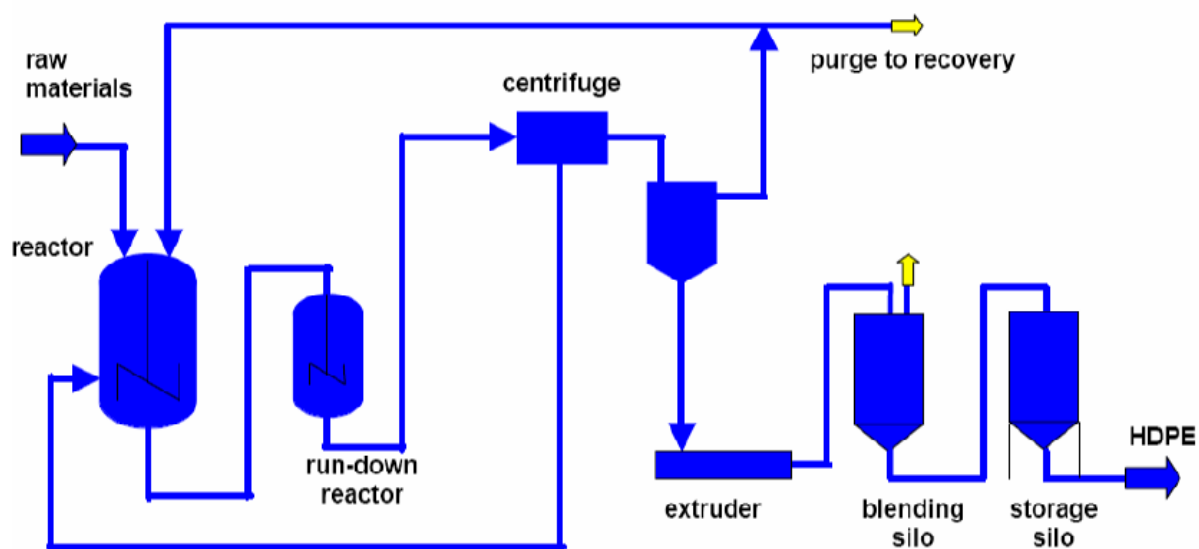 raw
materials
purge to recovery
centrifuge
reactor
run-down
reactor
extruder
blending
silo
storage
silo
HDPE